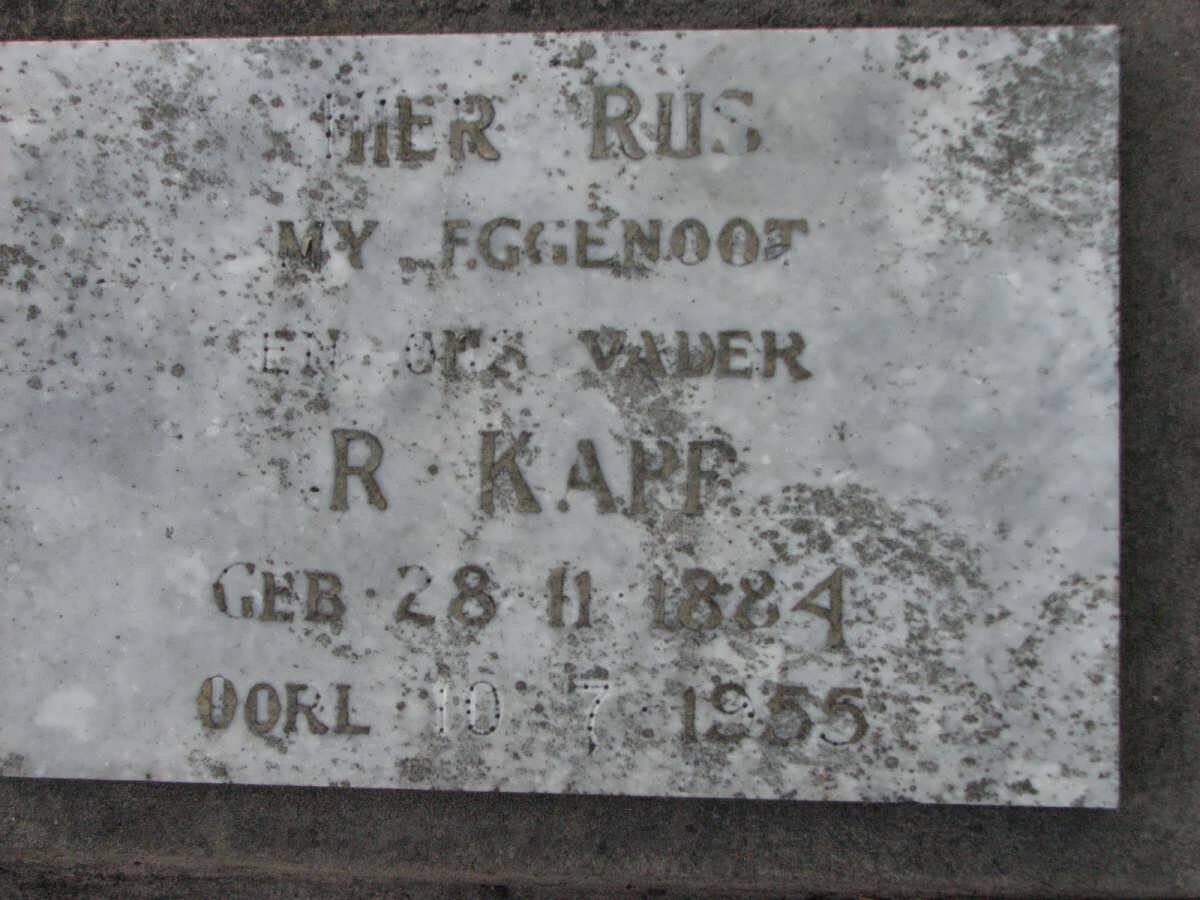 HIER RUS
MY EGGENOOT
EN ONS VADER
R. KAPP
GEB. 28.11.1884
OORL 10.7.1955